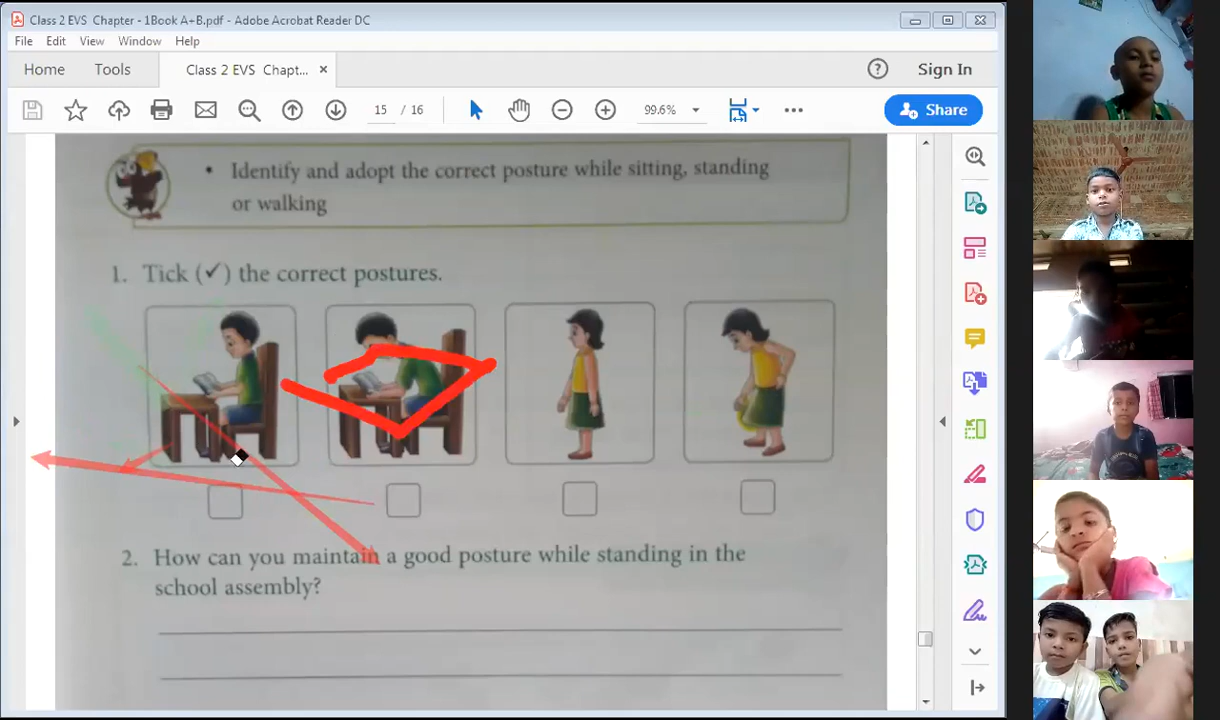 Class 2 EVS Chapter - 1Book A+B.pdf - Adobe Acrobat Reader DC
File Edit View Window Help
Home Tools Class 2 EVS Chapt... × Sign In
15 / 16 99.6% Share
• Identify and adopt the correct posture while sitting, standing
or walking
1. Tick (✓) the correct postures.
2. How can you maintain a good posture while standing in the
school assembly?